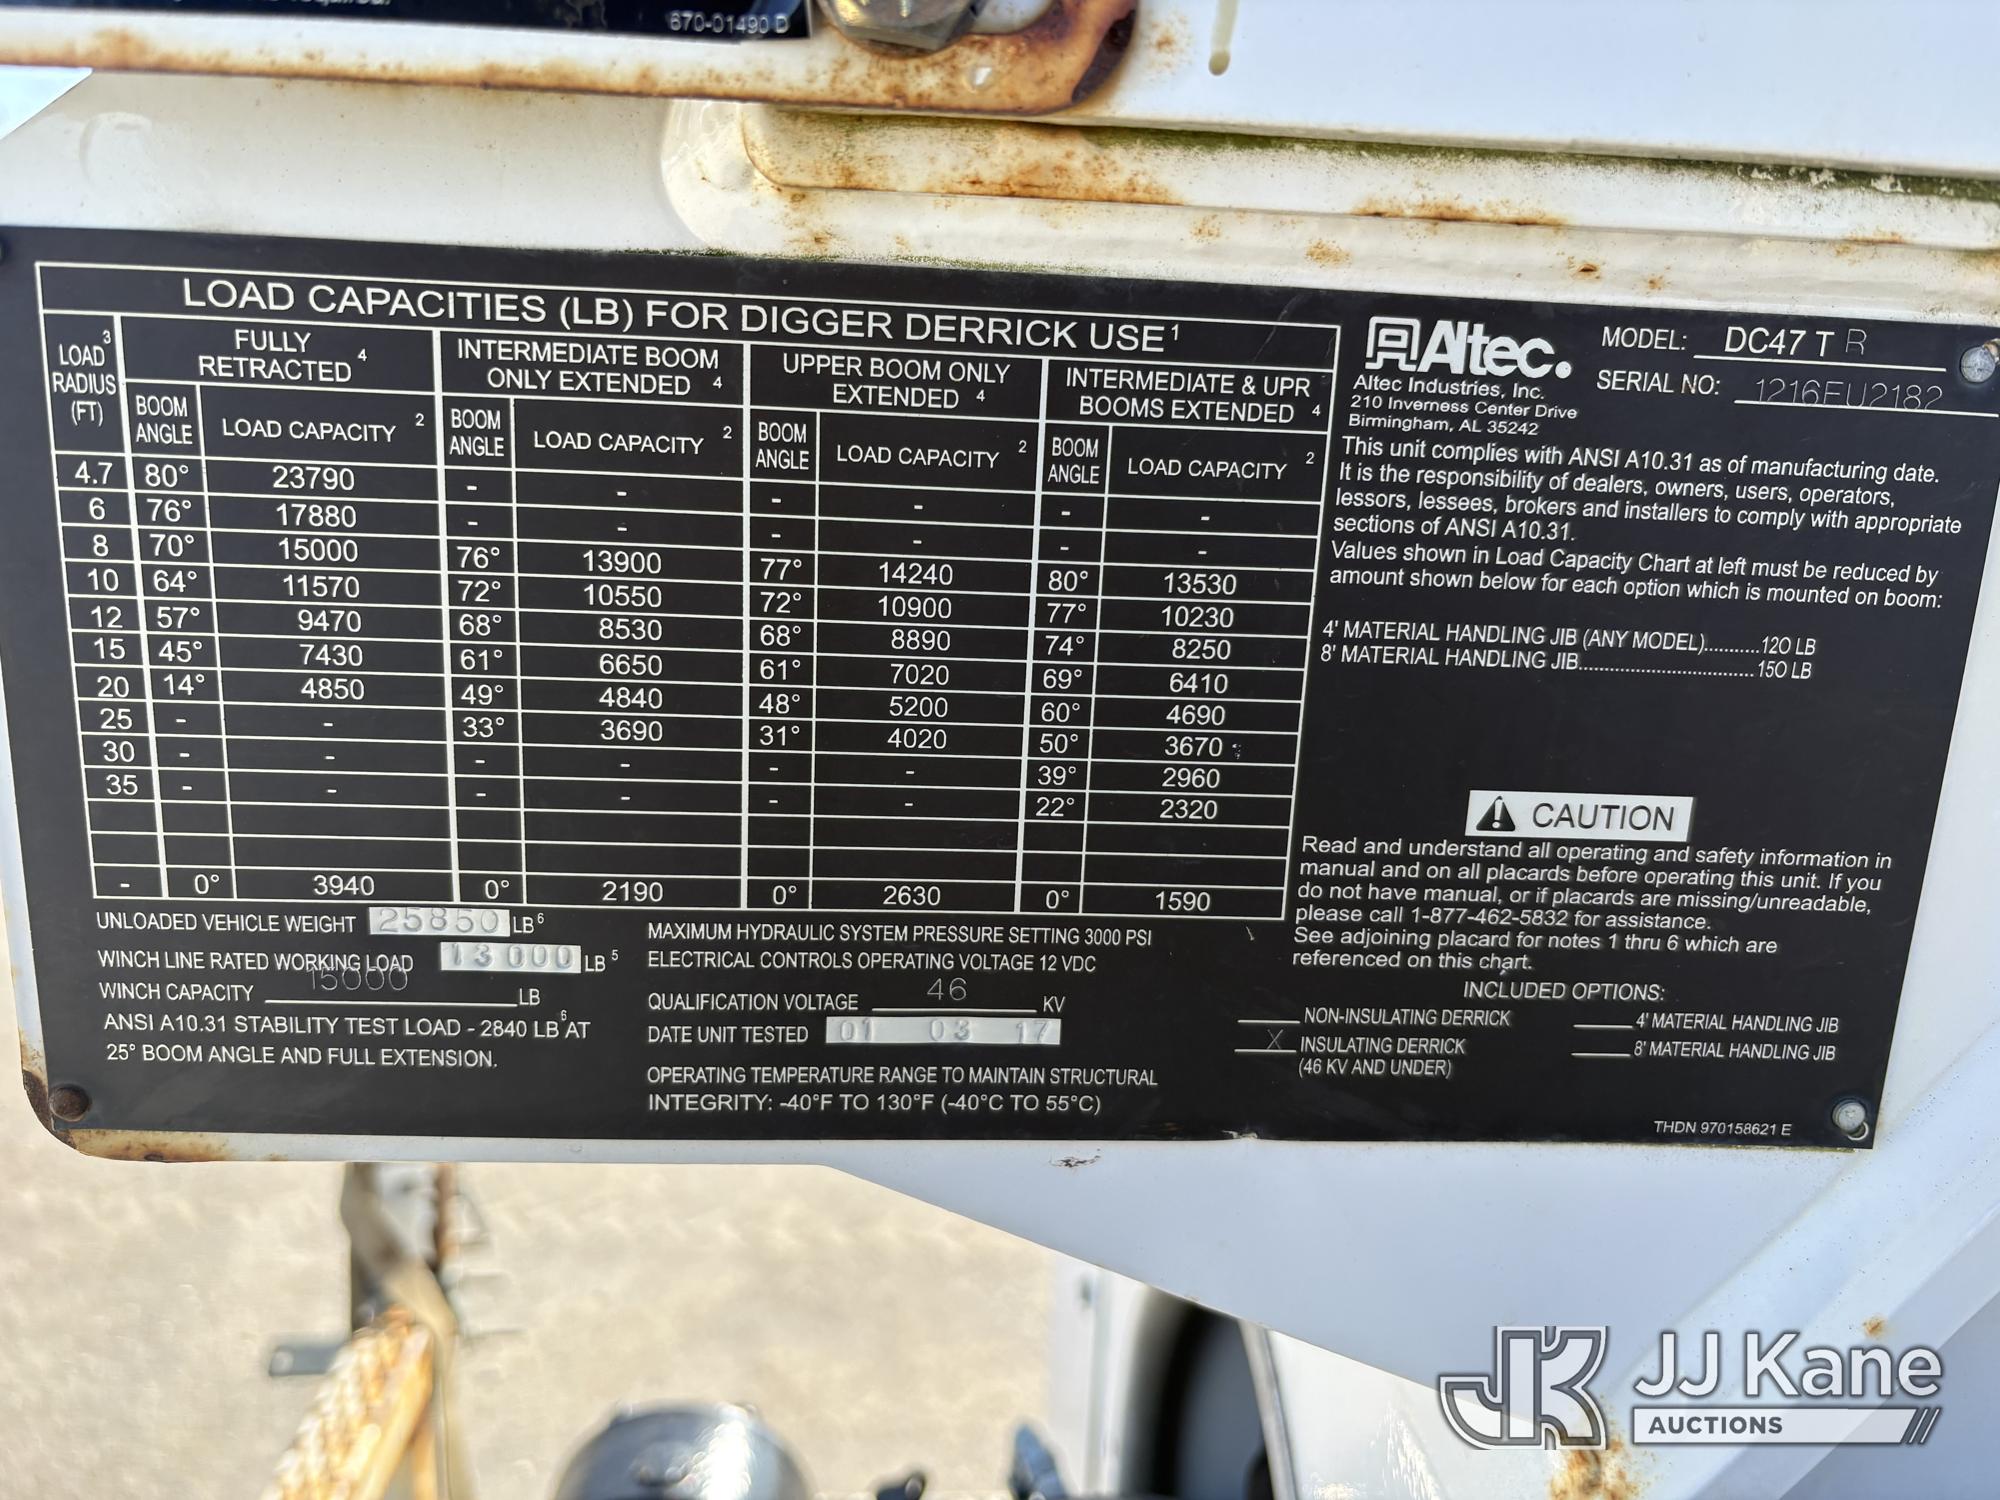 670-01490 D
LOAD CAPACITIES (LB) FOR DIGGER DERRICK USE 1
LOAD 3 RADIUS (FT) | FULLY RETRACTED 4 | INTERMEDIATE BOOM ONLY EXTENDED 4 | UPPER BOOM ONLY EXTENDED 4 | INTERMEDIATE & UPR BOOMS EXTENDED 4
BOOM ANGLE | LOAD CAPACITY 2 | BOOM ANGLE | LOAD CAPACITY 2 | BOOM ANGLE | LOAD CAPACITY 2 | BOOM ANGLE | LOAD CAPACITY 2
4.7 | 80° | 23790 | - | - | - | - | - | -
6 | 76° | 17880 | - | - | - | - | - | -
8 | 70° | 15000 | 76° | 13900 | 77° | 14240 | 80° | 13530
10 | 64° | 11570 | 72° | 10550 | 72° | 10900 | 77° | 10230
12 | 57° | 9470 | 68° | 8530 | 68° | 8890 | 74° | 8250
15 | 45° | 7430 | 61° | 6650 | 61° | 7020 | 69° | 6410
20 | 14° | 4850 | 49° | 4840 | 48° | 5200 | 60° | 4690
25 | - | - | 33° | 3690 | 31° | 4020 | 50° | 3670
30 | - | - | - | - | - | - | 39° | 2960
35 | - | - | - | - | - | - | 22° | 2320
- | 0° | 3940 | 0° | 2190 | 0° | 2630 | 0° | 1590
UNLOADED VEHICLE WEIGHT 25850 LB 6
WINCH LINE RATED WORKING LOAD 13000 LB 5
WINCH CAPACITY 15000 LB
ANSI A10.31 STABILITY TEST LOAD - 2840 LB 6 AT
25° BOOM ANGLE AND FULL EXTENSION.
MAXIMUM HYDRAULIC SYSTEM PRESSURE SETTING 3000 PSI
ELECTRICAL CONTROLS OPERATING VOLTAGE 12 VDC
QUALIFICATION VOLTAGE 46 KV
DATE UNIT TESTED 01 03 17
OPERATING TEMPERATURE RANGE TO MAINTAIN STRUCTURAL
INTEGRITY: -40°F TO 130°F (-40°C TO 55°C)
Altec.
Altec Industries, Inc.
210 Inverness Center Drive
Birmingham, AL 35242
MODEL: DC47 T R
SERIAL NO: 1216EU2182
This unit complies with ANSI A10.31 as of manufacturing date.
It is the responsibility of dealers, owners, users, operators,
lessors, lessees, brokers and installers to comply with appropriate
sections of ANSI A10.31.
Values shown in Load Capacity Chart at left must be reduced by
amount shown below for each option which is mounted on boom:
4' MATERIAL HANDLING JIB (ANY MODEL)...........120 LB
8' MATERIAL HANDLING JIB...................................150 LB
CAUTION
Read and understand all operating and safety information in
manual and on all placards before operating this unit. If you
do not have manual, or if placards are missing/unreadable,
please call 1-877-462-5832 for assistance.
See adjoining placard for notes 1 thru 6 which are
referenced on this chart.
INCLUDED OPTIONS:
NON-INSULATING DERRICK
X INSULATING DERRICK
(46 KV AND UNDER)
4' MATERIAL HANDLING JIB
8' MATERIAL HANDLING JIB
THDN 970158621 E
JK JJ Kane
AUCTIONS